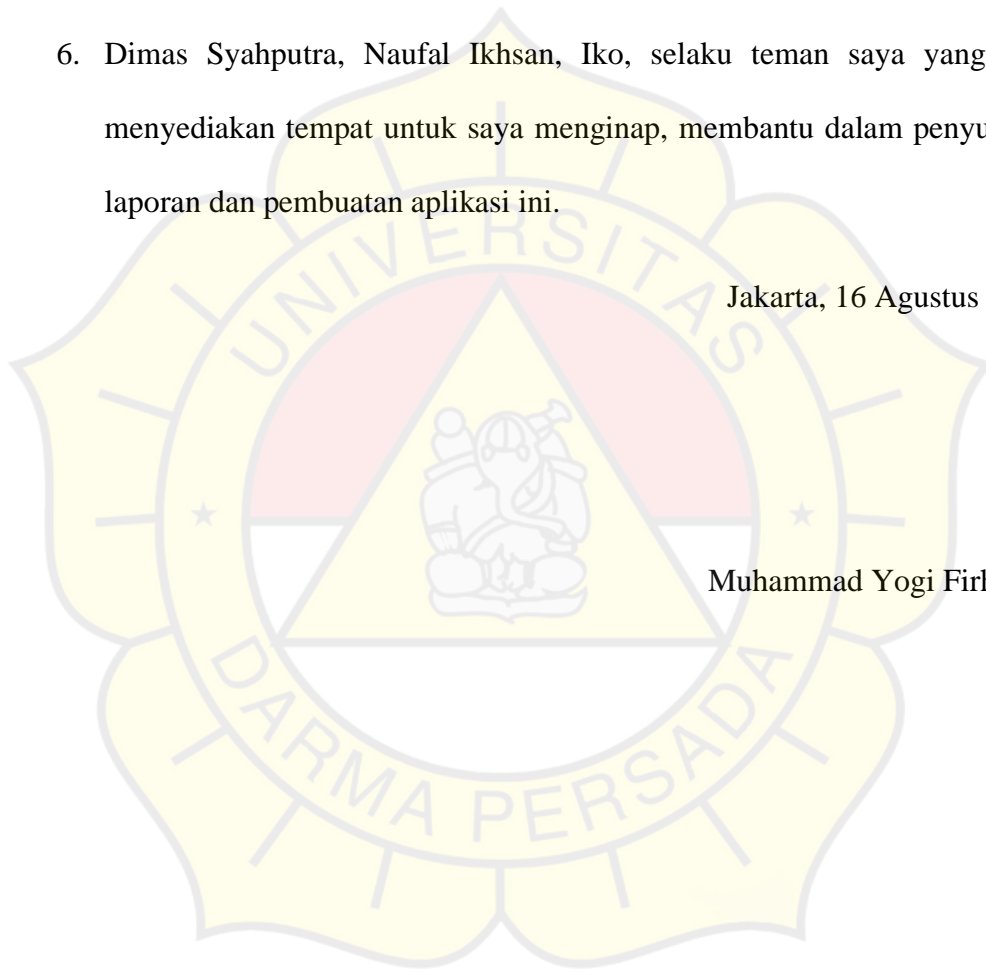 6. Dimas Syahputra, Naufal Ikhsan, Iko, selaku teman saya yang
menyediakan tempat untuk saya menginap, membantu dalam penyu
laporan dan pembuatan aplikasi ini.
UNIVERSITAS
Jakarta, 16 Agustus
Muhammad Yogi Fir
DARMA PERSADA